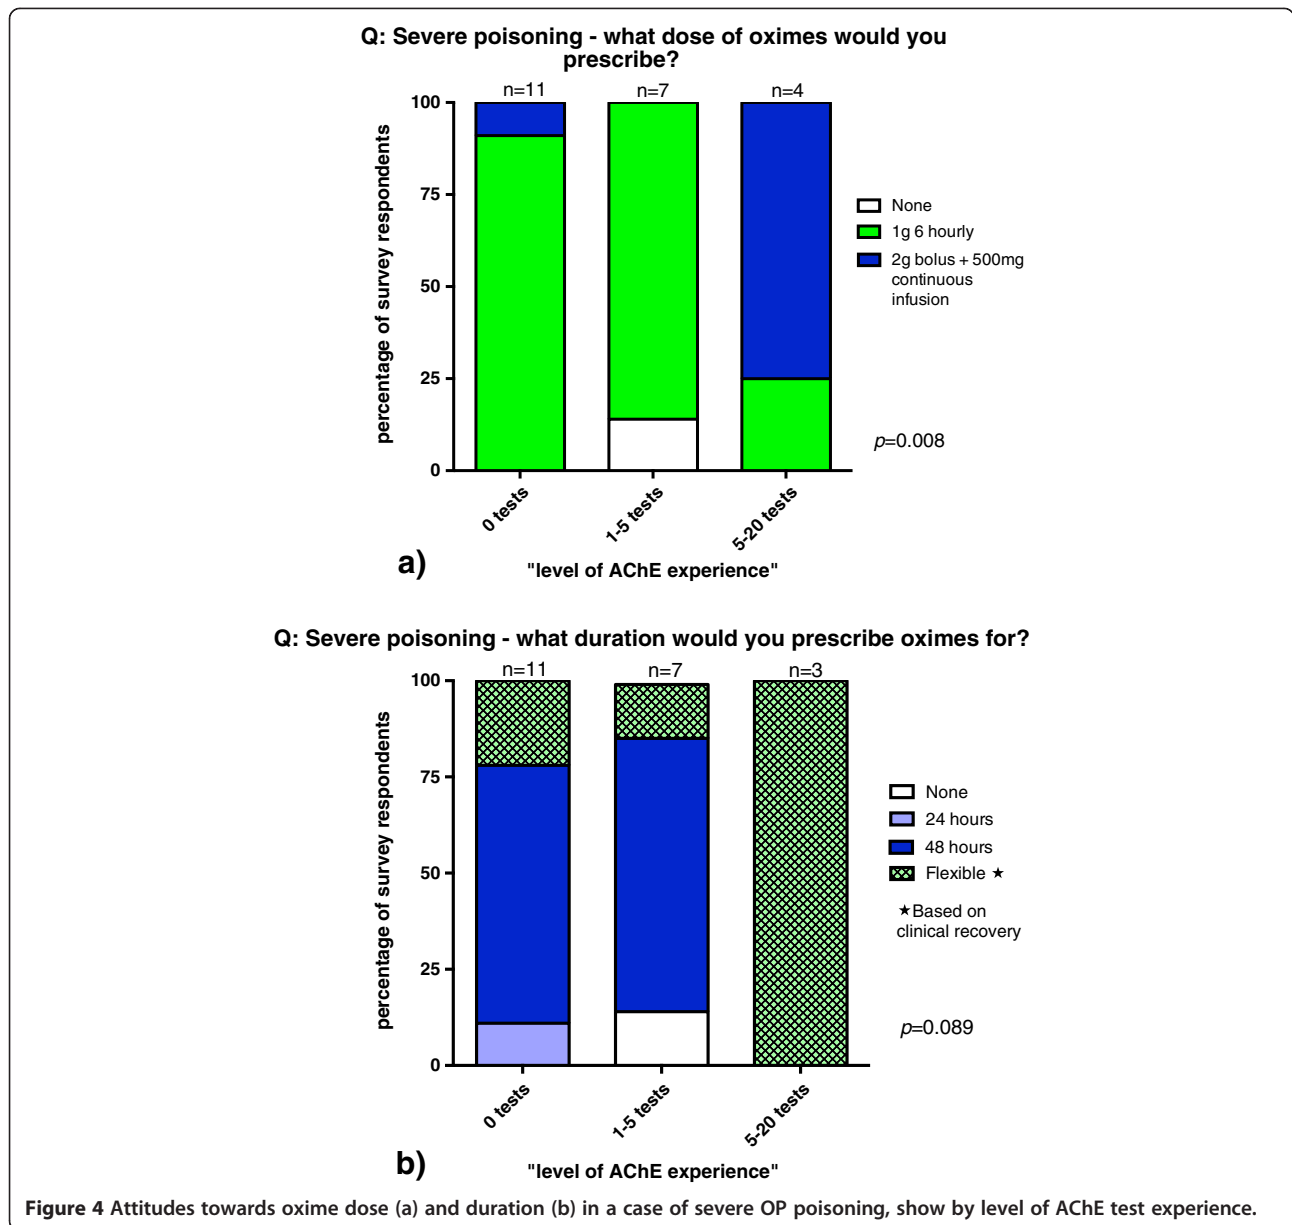 Q: Severe poisoning - what dose of oximes would you
prescribe?
n=11 n=7 n=4
100
75
50
25
0
percentage of survey respondents
None
1g 6 hourly
2g bolus + 500mg
continuous
infusion
p=0.008
0 tests
1-5 tests
5-20 tests
a)
"level of AChE experience"
Q: Severe poisoning - what duration would you prescribe oximes for?
n=11 n=7 n=3
100
75
50
25
0
percentage of survey respondents
None
24 hours
48 hours
Flexible ★
★Based on
clinical recovery
p=0.089
0 tests
1-5 tests
5-20 tests
b)
"level of AChE experience"
Figure 4 Attitudes towards oxime dose (a) and duration (b) in a case of severe OP poisoning, show by level of AChE test experience.